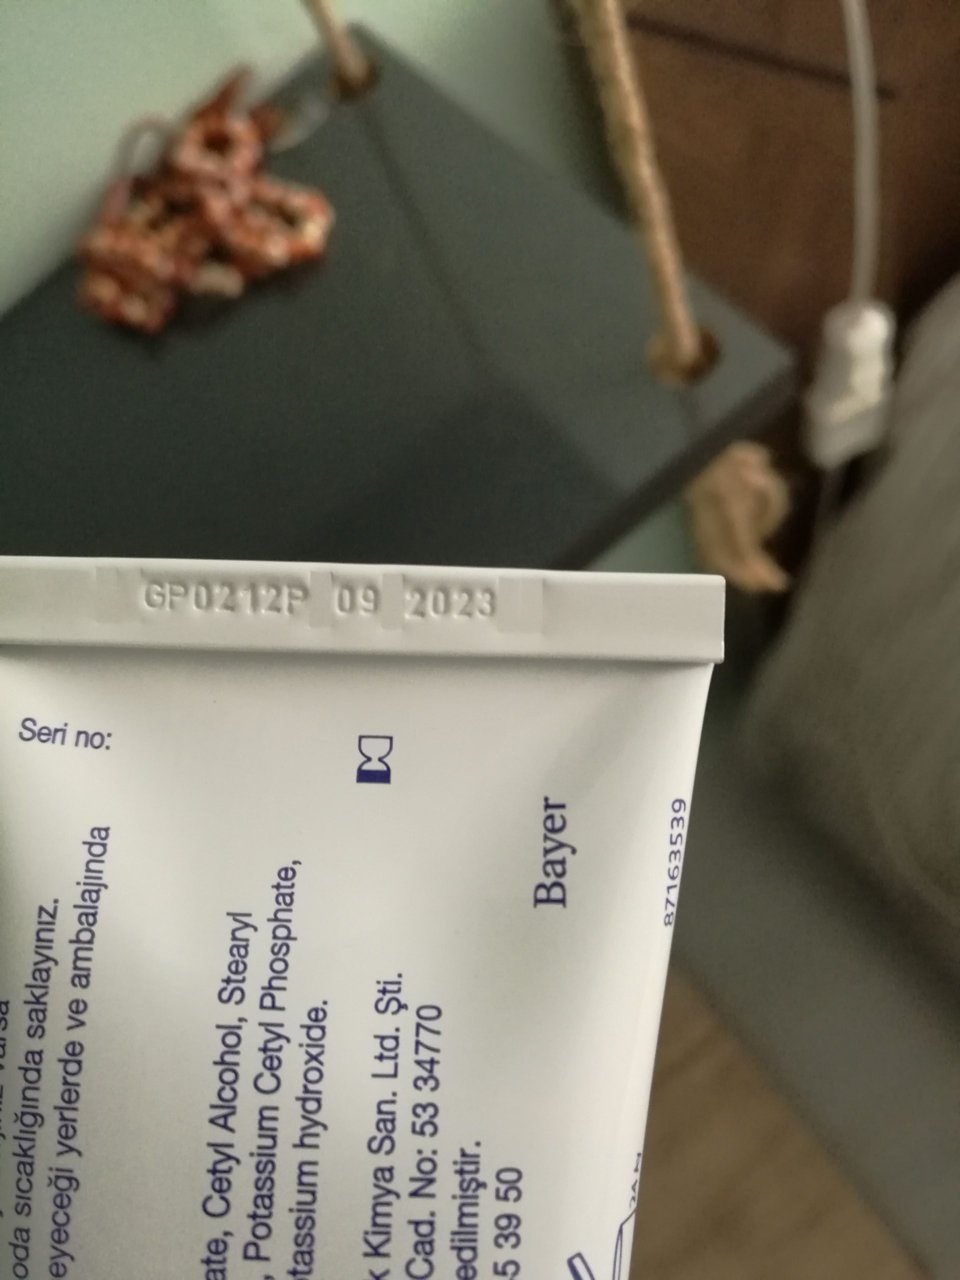 GP0212P 09 2023
Seri no:
oda sıcaklığında saklayınız.
eyeceği yerlerde ve ambalajında
ate, Cetyl Alcohol, Stearyl
, Potassium Cetyl Phosphate,
tassium hydroxide.
k Kimya San. Ltd. Şti.
Cad. No: 53 34770
edilmiştir.
5 39 50
Bayer
87163539